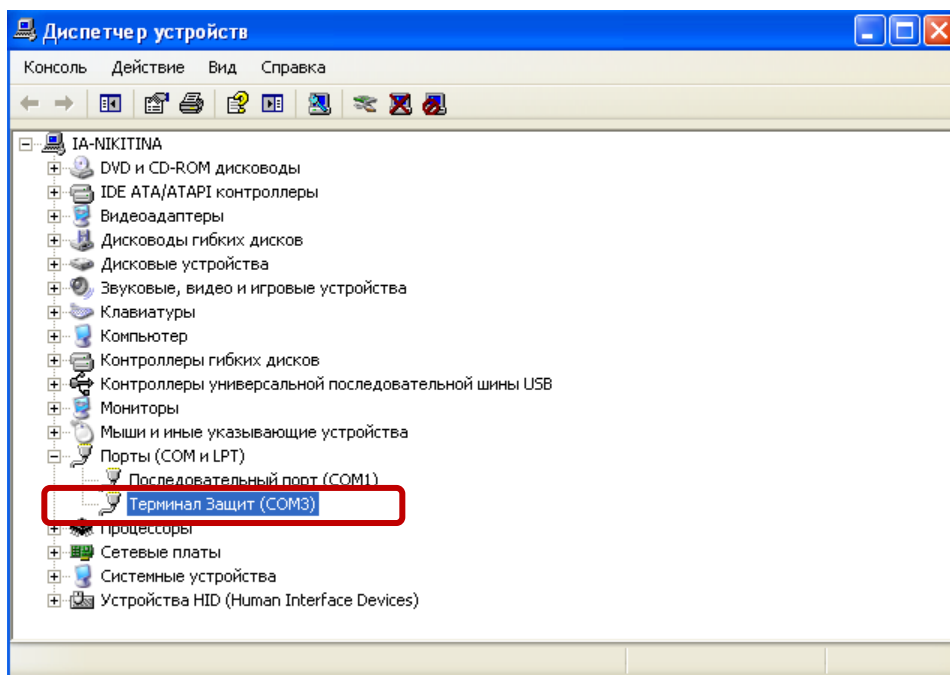 Диспетчер устройств
Консоль Действие Вид Справка
IA-NIKITINA
DVD и CD-ROM дисководы
IDE ATA/ATAPI контроллеры
Видеоадаптеры
Дисководы гибких дисков
Дисковые устройства
Звуковые, видео и игровые устройства
Клавиатуры
Компьютер
Контроллеры гибких дисков
Контроллеры универсальной последовательной шины USB
Мониторы
Мыши и иные указывающие устройства
Порты (COM и LPT)
Последовательный порт (COM1)
Терминал Защит (COM3)
Процессоры
Сетевые платы
Системные устройства
Устройства HID (Human Interface Devices)